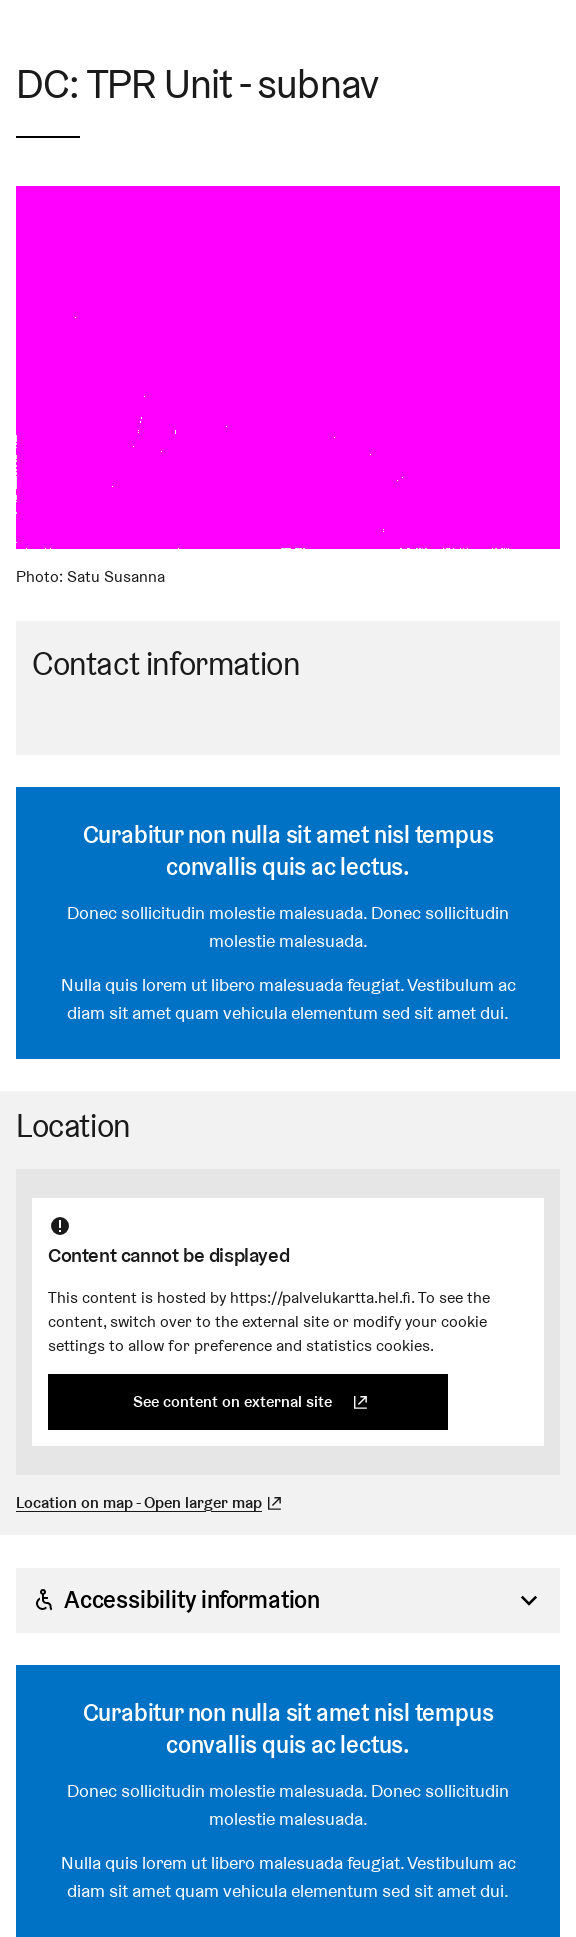 DC: TPR Unit - subnav
Photo: Satu Susanna
Contact information
Curabitur non nulla sit amet nisl tempus
convallis quis ac lectus.
Donec sollicitudin molestie malesuada. Donec sollicitudin
molestie malesuada.
Nulla quis lorem ut libero malesuada feugiat. Vestibulum ac
diam sit amet quam vehicula elementum sed sit amet dui.
Location
Content cannot be displayed
This content is hosted by https://palvelukartta.hel.fi. To see the
content, switch over to the external site or modify your cookie
settings to allow for preference and statistics cookies.
See content on external site
Location on map - Open larger map
Accessibility information
Curabitur non nulla sit amet nisl tempus
convallis quis ac lectus.
Donec sollicitudin molestie malesuada. Donec sollicitudin
molestie malesuada.
Nulla quis lorem ut libero malesuada feugiat. Vestibulum ac
diam sit amet quam vehicula elementum sed sit amet dui.